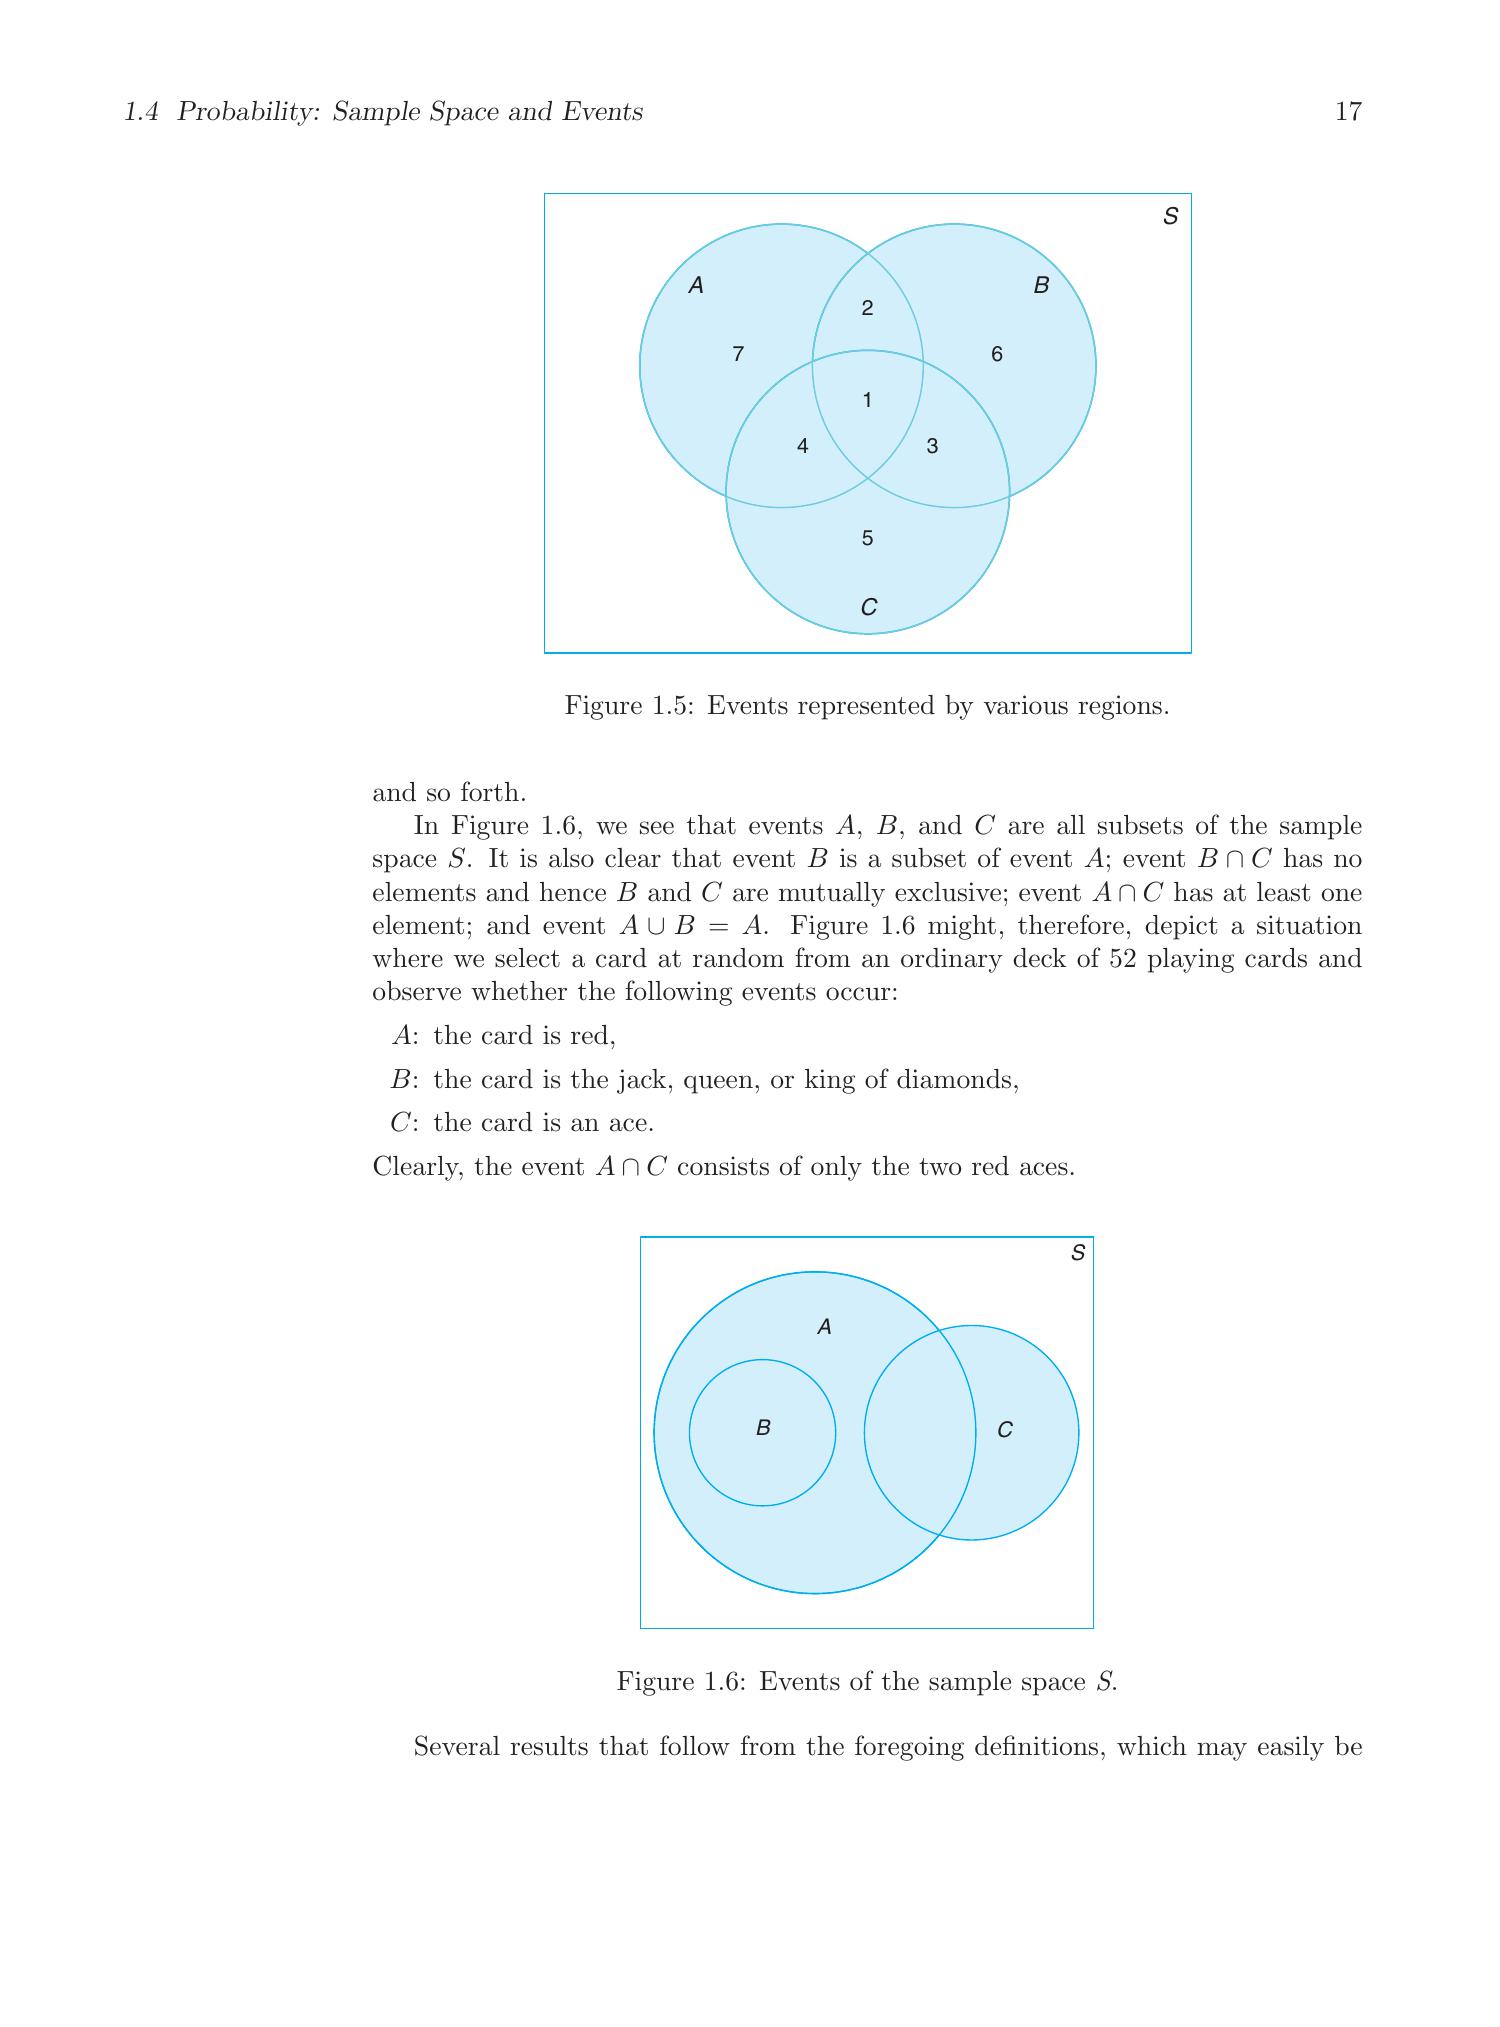 1.4 Probability: Sample Space and Events 17
S
A
B
2
7
6
1
4
3
5
C
Figure 1.5: Events represented by various regions.
and so forth.
In Figure 1.6, we see that events A, B, and C are all subsets of the sample
space S. It is also clear that event B is a subset of event A; event B ∩ C has no
elements and hence B and C are mutually exclusive; event A ∩ C has at least one
element; and event A ∪ B = A. Figure 1.6 might, therefore, depict a situation
where we select a card at random from an ordinary deck of 52 playing cards and
observe whether the following events occur:
A: the card is red,
B: the card is the jack, queen, or king of diamonds,
C: the card is an ace.
Clearly, the event A ∩ C consists of only the two red aces.
S
A
B
C
Figure 1.6: Events of the sample space S.
Several results that follow from the foregoing definitions, which may easily be